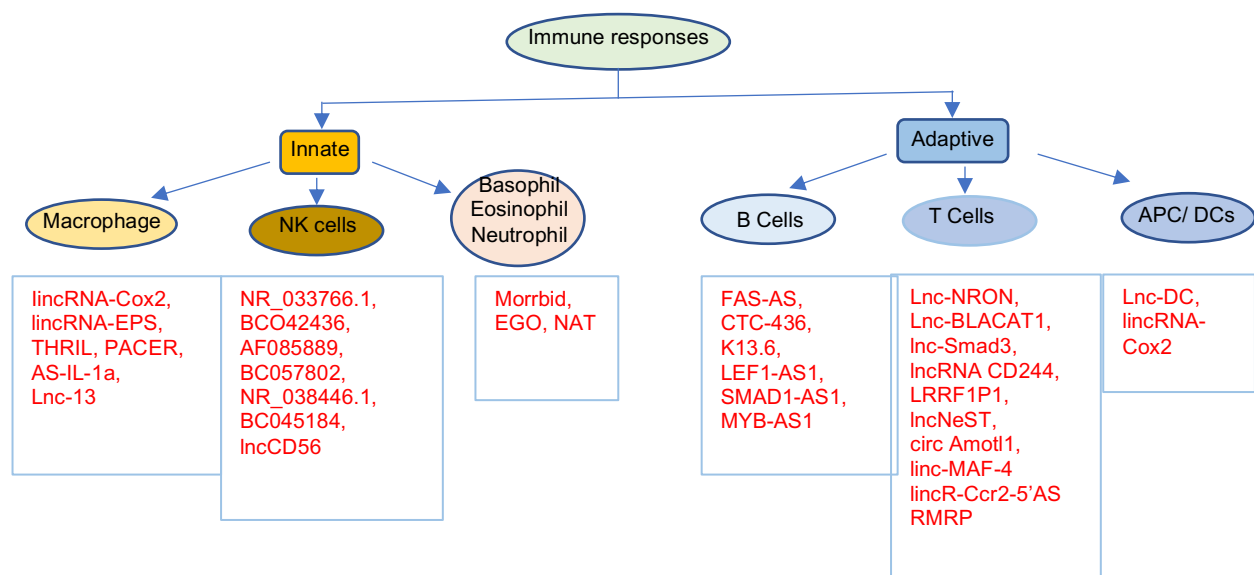 Immune responses
Innate
Adaptive
Macrophage
NK cells
Basophil
Eosinophil
Neutrophil
B Cells
T Cells
APC/ DCs
lincRNA-Cox2,
lincRNA-EPS,
THRIL, PACER,
AS-IL-1a,
Lnc-13
NR_033766.1,
BCO42436,
AF085889,
BC057802,
NR_038446.1,
BC045184,
lncCD56
Morrbid,
EGO, NAT
FAS-AS,
CTC-436,
K13.6,
LEF1-AS1,
SMAD1-AS1,
MYB-AS1
Lnc-NRON,
Lnc-BLACAT1,
lnc-Smad3,
lncRNA CD244,
LRRF1P1,
lncNeST,
circ Amotl1,
linc-MAF-4
lincR-Ccr2-5’AS
RMRP
Lnc-DC,
lincRNA-
Cox2